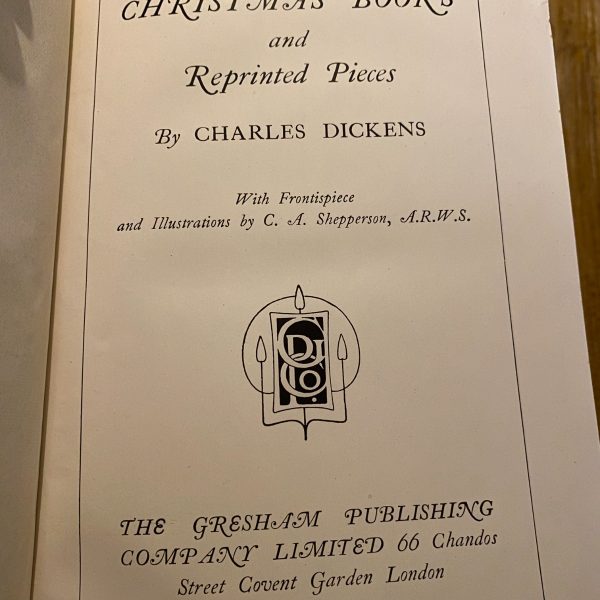 CHRISTMAS BOOKS
and
Reprinted Pieces
By CHARLES DICKENS
With Frontispiece
and Illustrations by C. A. Shepperson, A.R.W.S.
THE GRESHAM PUBLISHING
COMPANY LIMITED 66 Chandos
Street Covent Garden London